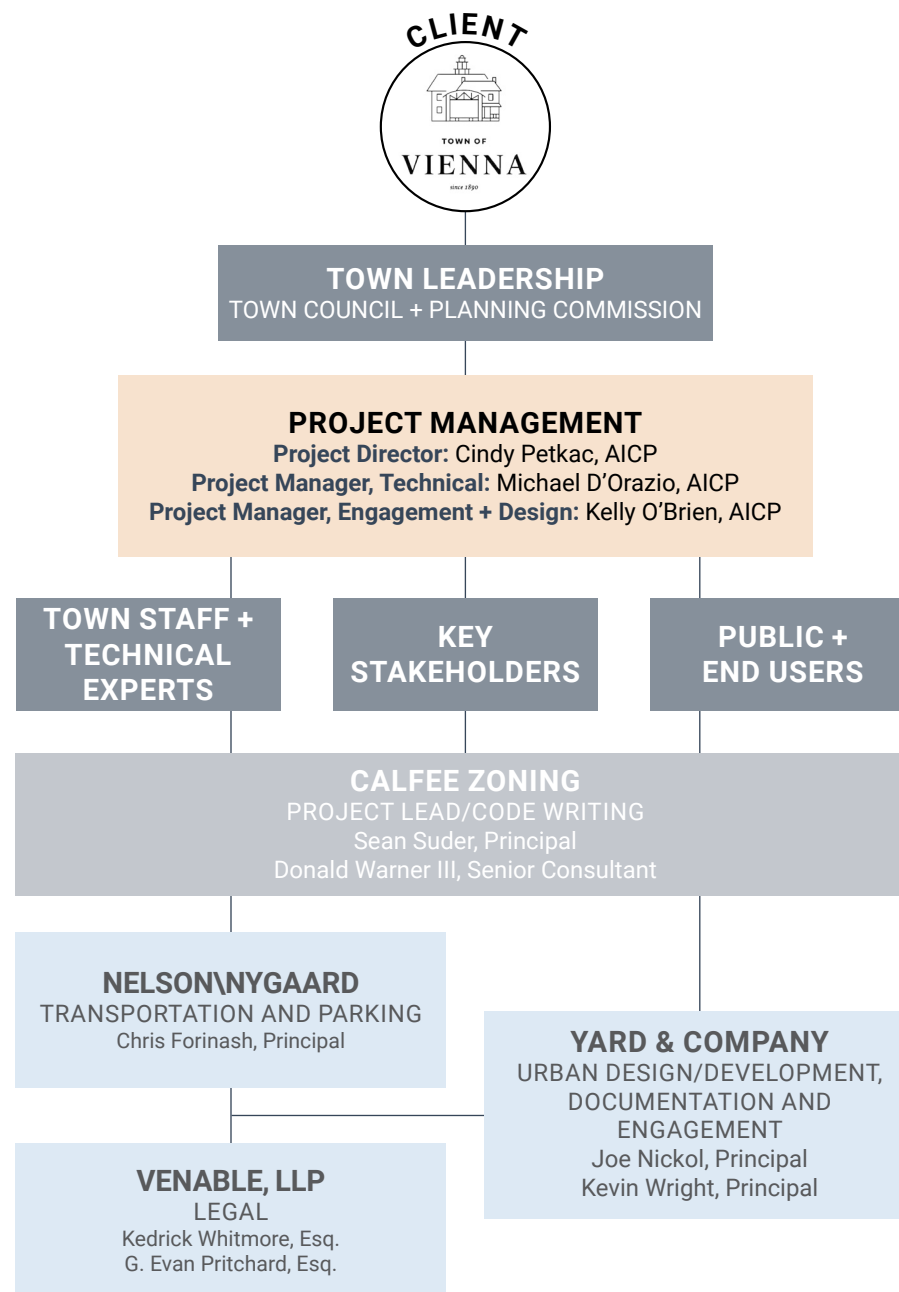 CLIENT
TOWN OF
VIENNA
since 1890
TOWN LEADERSHIP
TOWN COUNCIL + PLANNING COMMISSION
PROJECT MANAGEMENT
Project Director: Cindy Petkac, AICP
Project Manager, Technical: Michael D’Orazio, AICP
Project Manager, Engagement + Design: Kelly O’Brien, AICP
TOWN STAFF +
TECHNICAL
EXPERTS
KEY
STAKEHOLDERS
PUBLIC +
END USERS
CALFEE ZONING
PROJECT LEAD/CODE WRITING
Sean Suder, Principal
Donald Warner III, Senior Consultant
NELSON\NYGAARD
TRANSPORTATION AND PARKING
Chris Forinash, Principal
YARD & COMPANY
URBAN DESIGN/DEVELOPMENT,
DOCUMENTATION AND
ENGAGEMENT
Joe Nickol, Principal
Kevin Wright, Principal
VENABLE, LLP
LEGAL
Kedrick Whitmore, Esq.
G. Evan Pritchard, Esq.